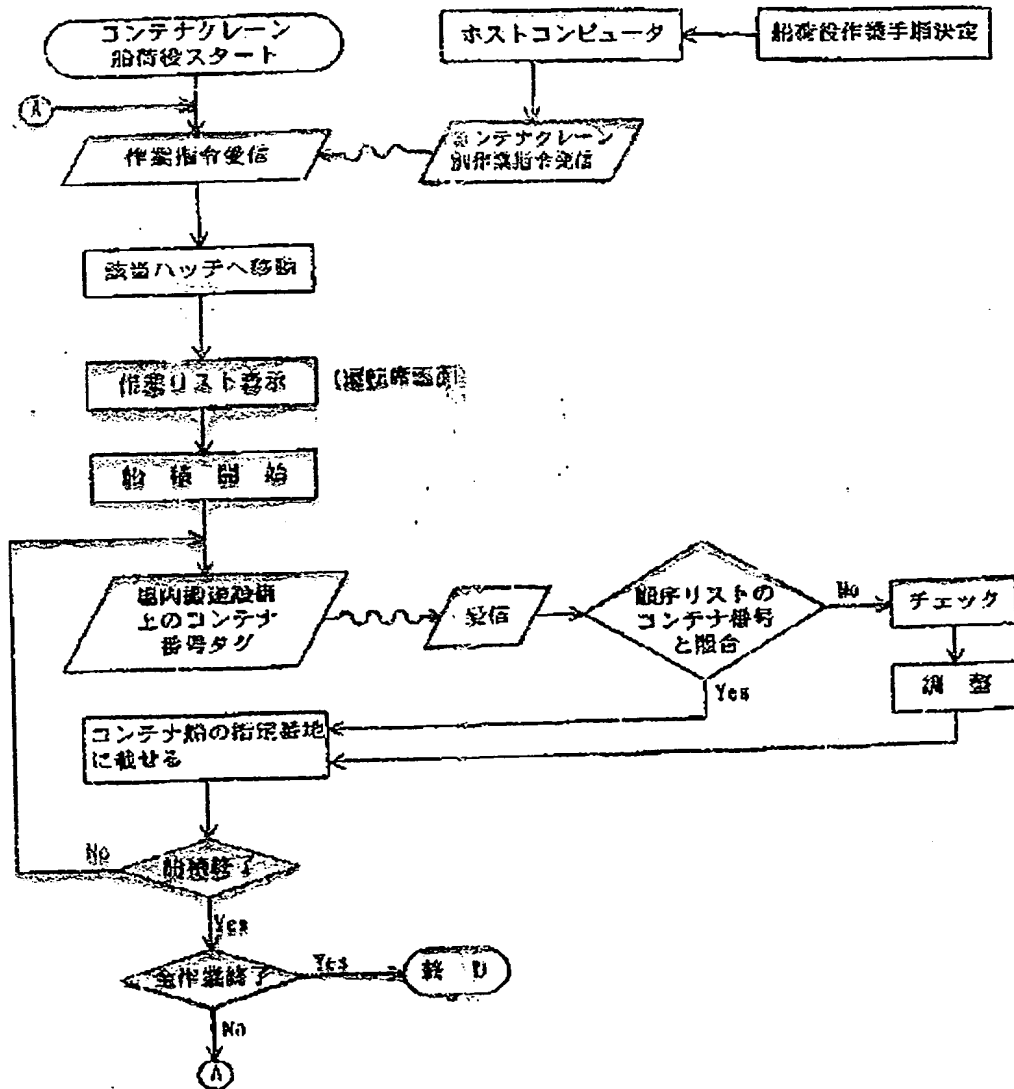 コンテナクレーン
船荷役スタート
ホストコンピュータ
船荷役作業手順決定
A
作業指令受信
コンテナクレーン
別作業指令発信
該当ハッチへ移動
作業リスト表示
(運転席画面)
船積開始
上のコンテナ
番号タグ
受信
順序リストの
コンテナ番号
と照合
No
チェック
Yes
調整
コンテナ船の指定番地
に載せる
No
船積終了
Yes
全作業終了
Yes
終り
No
A